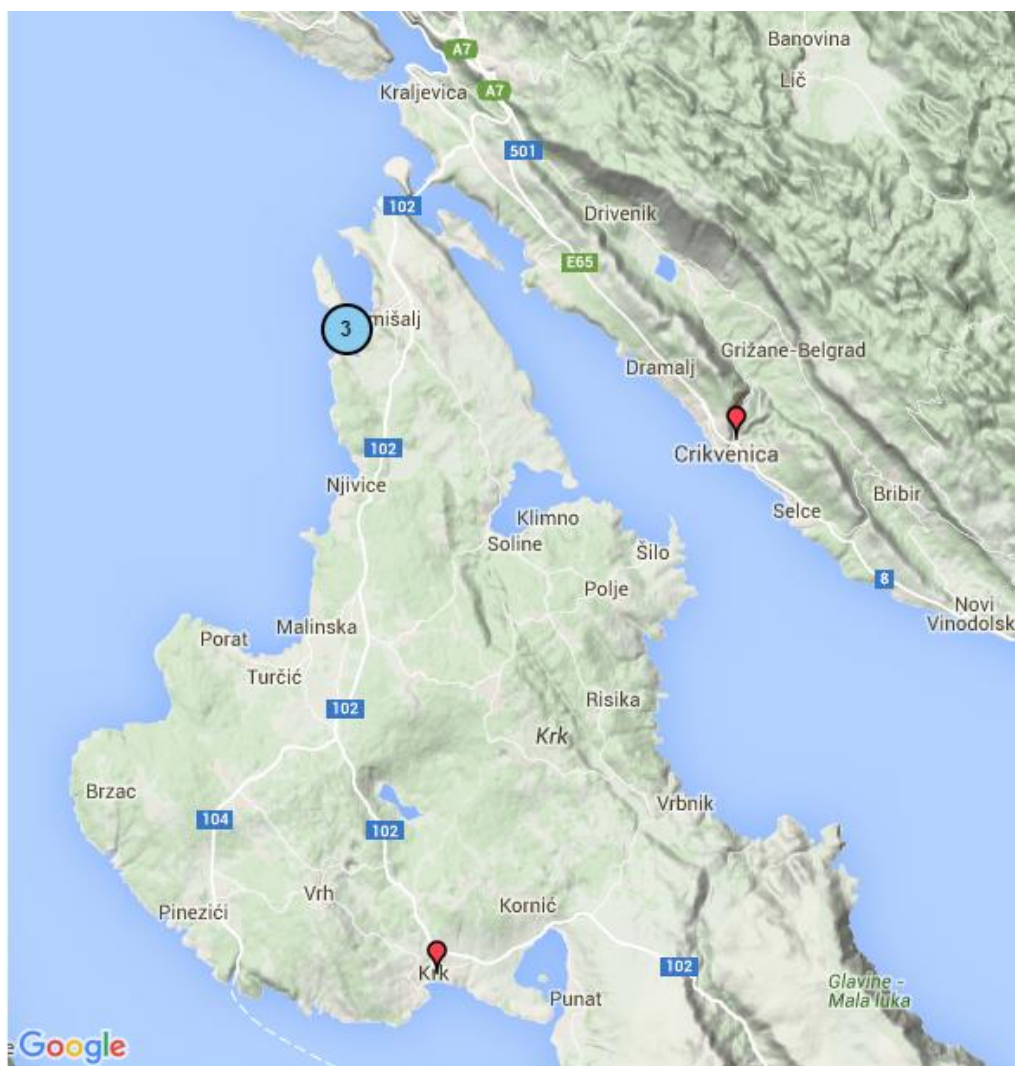 Banovina
A7
Lič
Kraljevica
A7
501
102
Drivenik
E65
3
mišalj
Grižane-Belgrad
Dramalj
102
Crikvenica
Njivice
Bribir
Selce
Klimno
Soline
Šilo
8
Polje
Novi
Vinodolsk
Malinska
Porat
Turčić
Risika
102
Krk
Brzac
Vrbnik
104
102
Vrh
Kornić
Pinezići
Krk
102
Glavine -
Mala luka
Punat
Google